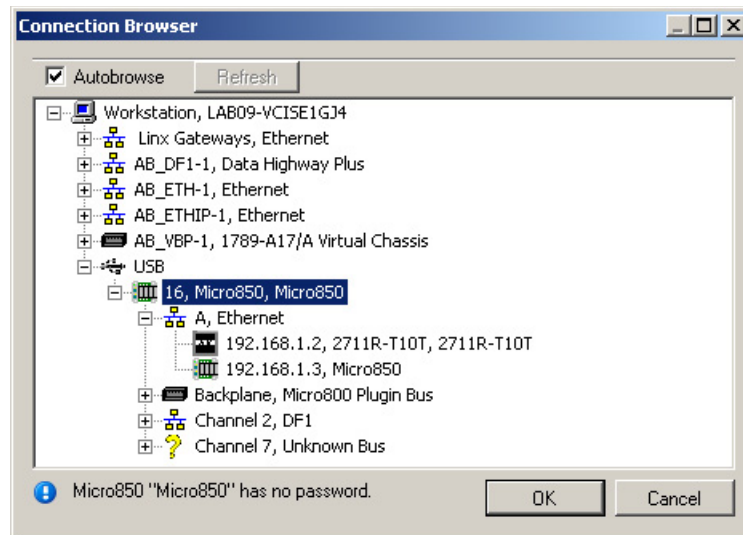 Connection Browser
Autobrowse Refresh
Workstation, LAB09-VCISE1GJ4
Linx Gateways, Ethernet
AB_DF1-1, Data Highway Plus
AB_ETH-1, Ethernet
AB_ETHIP-1, Ethernet
AB_VBP-1, 1789-A17/A Virtual Chassis
USB
16, Micro850, Micro850
A, Ethernet
192.168.1.2, 2711R-T10T, 2711R-T10T
192.168.1.3, Micro850
Backplane, Micro800 Plugin Bus
Channel 2, DF1
Channel 7, Unknown Bus
Micro850 "Micro850" has no password.
OK Cancel